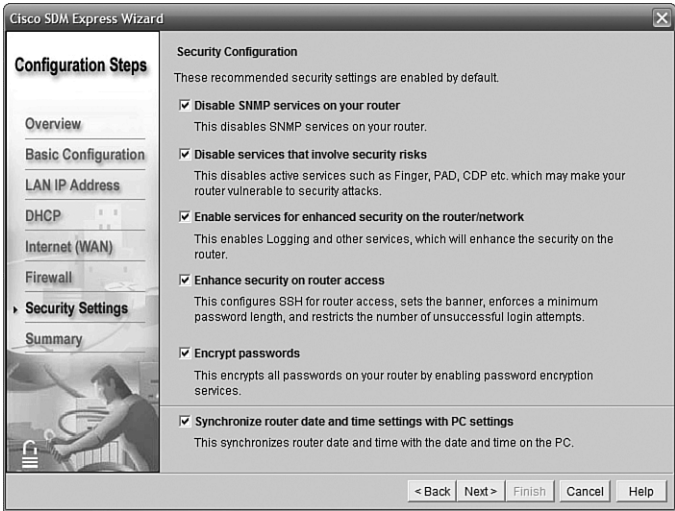 Cisco SDM Express Wizard
Configuration Steps
Overview
Basic Configuration
LAN IP Address
DHCP
Internet (WAN)
Firewall
Security Settings
Summary
Security Configuration
These recommended security settings are enabled by default.
Disable SNMP services on your router
This disables SNMP services on your router.
Disable services that involve security risks
This disables active services such as Finger, PAD, CDP etc. which may make your
router vulnerable to security attacks.
Enable services for enhanced security on the router/network
This enables Logging and other services, which will enhance the security on the
router.
Enhance security on router access
This configures SSH for router access, sets the banner, enforces a minimum
password length, and restricts the number of unsuccessful login attempts.
Encrypt passwords
This encrypts all passwords on your router by enabling password encryption
services.
Synchronize router date and time settings with PC settings
This synchronizes router date and time with the date and time on the PC.
< Back Next > Finish Cancel Help